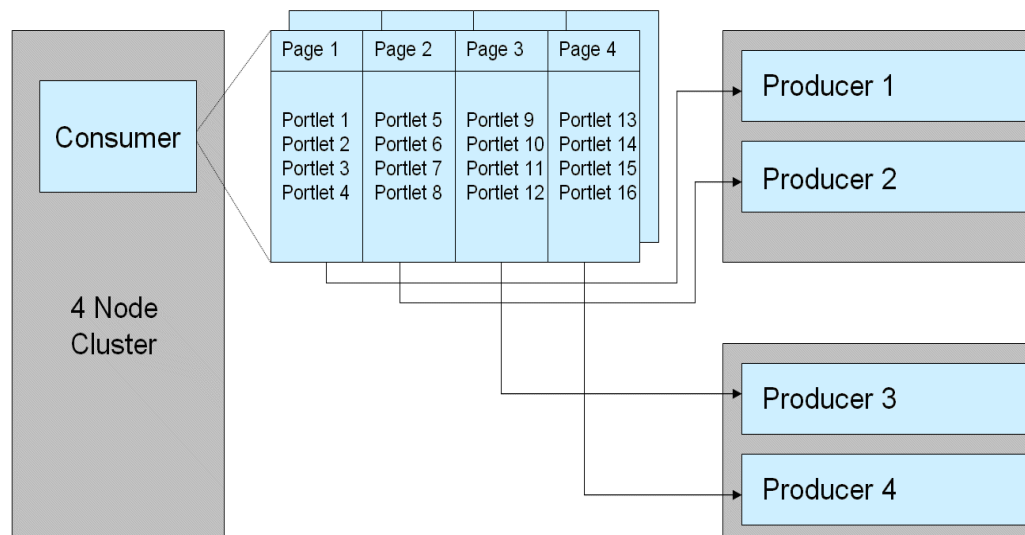 Consumer
4 Node
Cluster
Page 1
Page 2
Page 3
Page 4
Portlet 1
Portlet 2
Portlet 3
Portlet 4
Portlet 5
Portlet 6
Portlet 7
Portlet 8
Portlet 9
Portlet 10
Portlet 11
Portlet 12
Portlet 13
Portlet 14
Portlet 15
Portlet 16
Producer 1
Producer 2
Producer 3
Producer 4